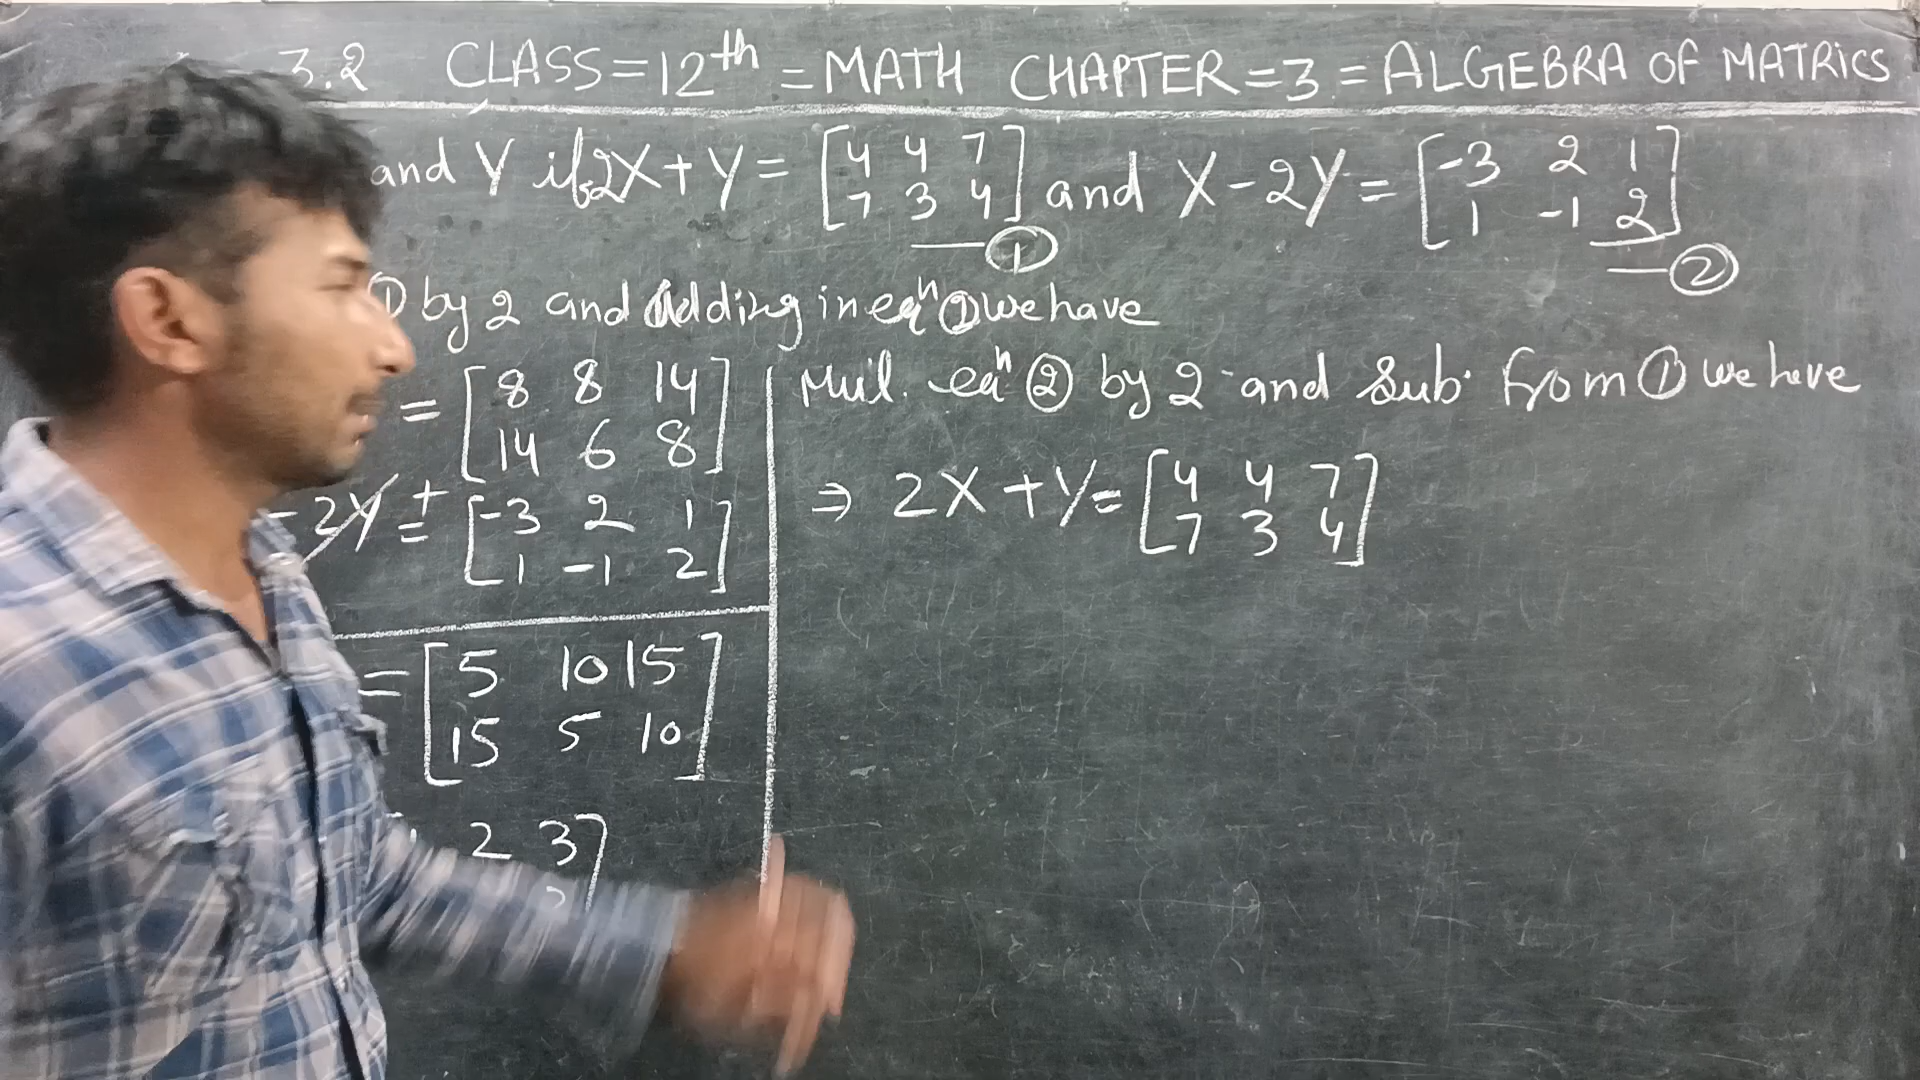 3.2 CLASS=12th = MATH CHAPTER=3=ALGEBRA OF MATRICS
and Y if 2X+Y= [4 4 7 and X-2Y= [-3 2 1
7 3 4] 1 -1 2]
— ① — ②
① by 2 and Adding in eqn ② we have
= [8 8 14
14 6 8]
-2Y ± [-3 2 1
1 -1 2]
= [5 10 15
15 5 10]
2 3]
Mul. eqn ② by 2 and Sub. from ① we have
⇒ 2X+Y= [4 4 7
7 3 4]